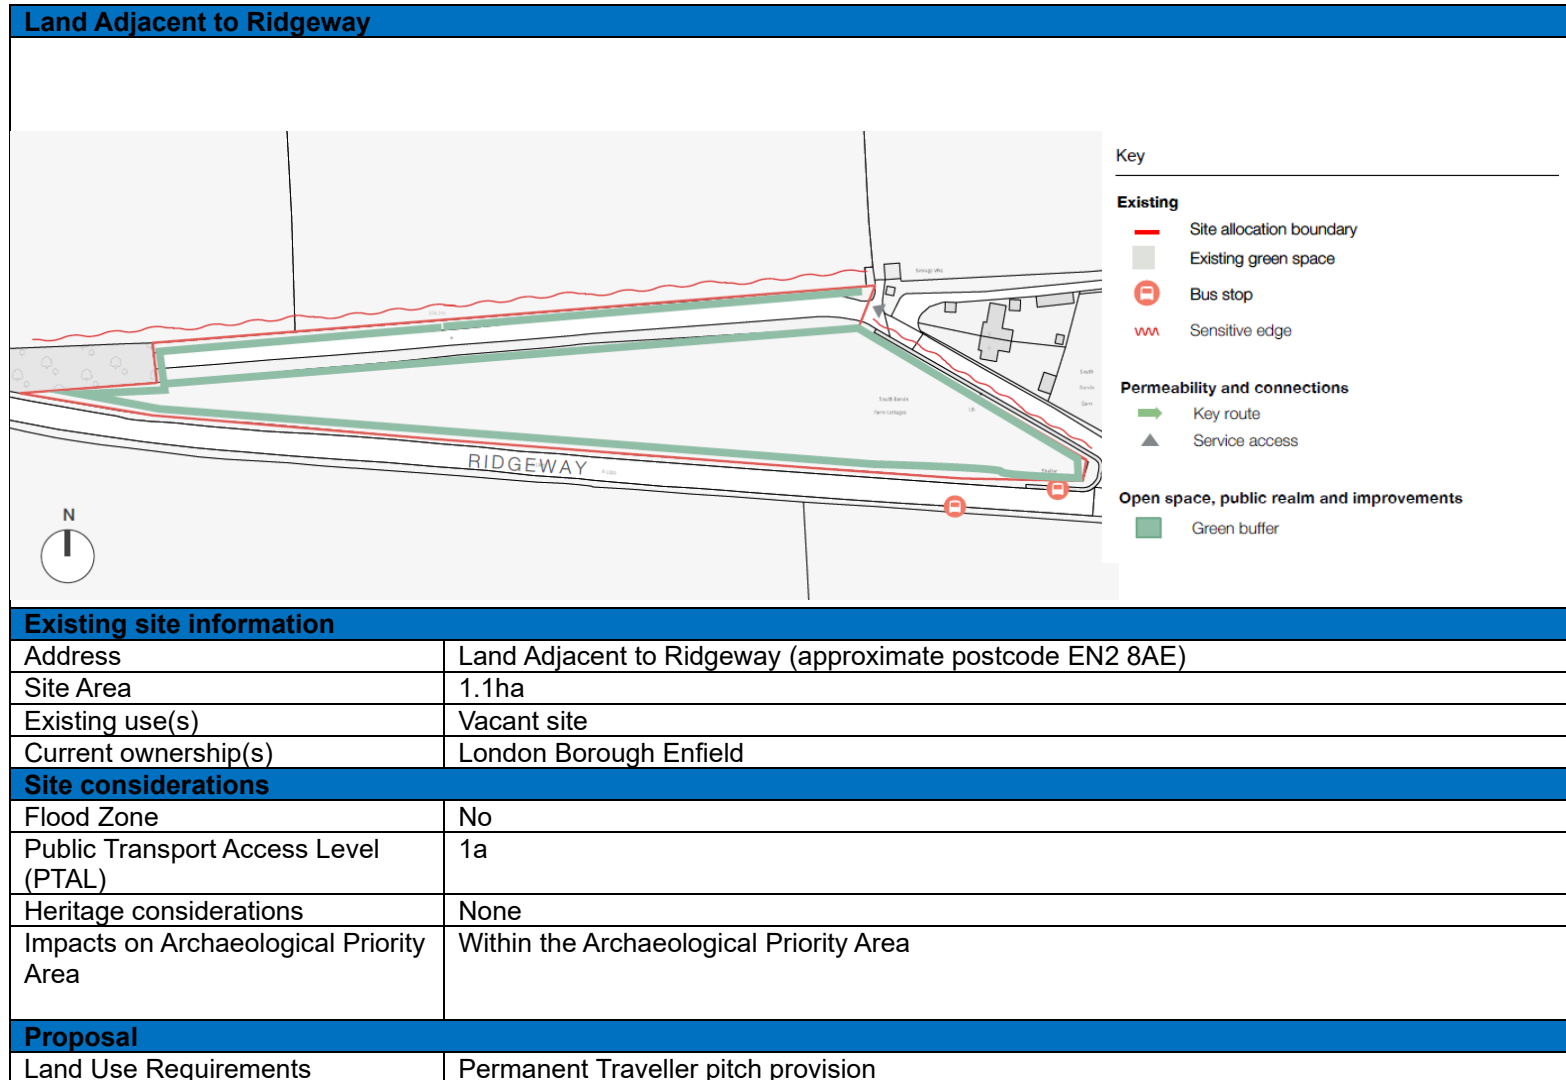 Land Adjacent to Ridgeway
Key
Existing
Site allocation boundary
Existing green space
Bus stop
Sensitive edge
Permeability and connections
Key route
Service access
Open space, public realm and improvements
Green buffer
South
Farm Cottages
RIDGEWAY
N
Existing site information
Address Land Adjacent to Ridgeway (approximate postcode EN2 8AE)
Site Area 1.1ha
Existing use(s) Vacant site
Current ownership(s) London Borough Enfield
Site considerations
Flood Zone No
Public Transport Access Level 1a
(PTAL)
Heritage considerations None
Impacts on Archaeological Priority Within the Archaeological Priority Area
Area
Proposal
Land Use Requirements Permanent Traveller pitch provision